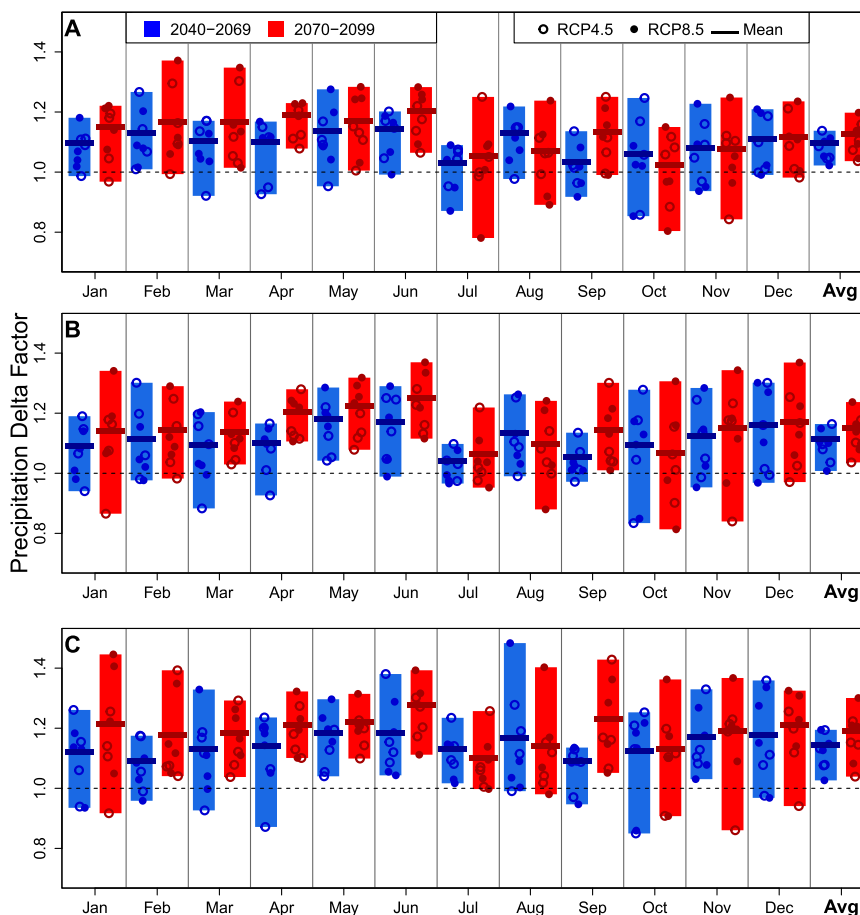 A
2040−2069 2070−2099
RCP4.5 RCP8.5 Mean
1.4
1.2
1.0
0.8
Jan Feb Mar Apr May Jun Jul Aug Sep Oct Nov Dec Avg
Precipitation Delta Factor
B
1.4
1.2
1.0
0.8
Jan Feb Mar Apr May Jun Jul Aug Sep Oct Nov Dec Avg
C
1.4
1.2
1.0
0.8
Jan Feb Mar Apr May Jun Jul Aug Sep Oct Nov Dec Avg